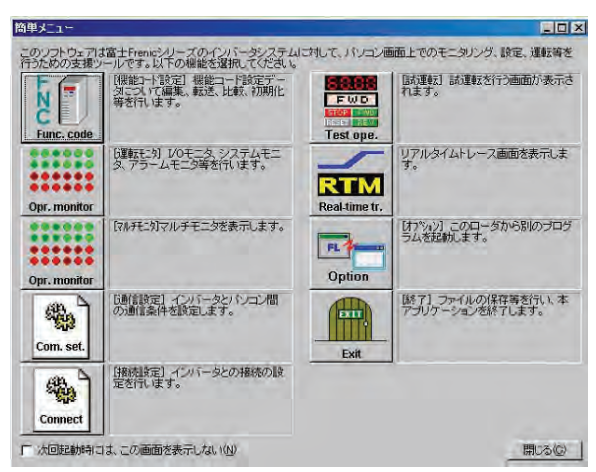 簡単メニュー
このソフトウェアは富士Frenicシリーズのインバータシステムに対して、パソコン画面上でのモニタリング、設定、運転等を
行うための支援ツールです。以下の機能を選択してください。
FNC
Func. code
[機能コード設定] 機能コード設定デー
タについて編集、転送、比較、初期化
等を行います。
Opr. monitor
[運転モニタ] I/Oモニタ、システムモニ
タ、アラームモニタ等を行います。
Opr. monitor
[マルチモニタ]マルチモニタを表示します。
Com. set.
[通信設定] インバータとパソコン間
の通信条件を設定します。
Connect
[接続設定] インバータとの接続の設
定を行います。
60.00
FWD
STOP FWD
RESET REV
Test ope.
[試運転] 試運転を行う画面が表示さ
れます。
RTM
Real-time tr.
リアルタイムトレース画面を表示しま
す。
FL
Option
[オプション] このローダから別のプログ
ラムを起動します。
EXIT
Exit
[終了] ファイルの保存等を行い、本
アプリケーションを終了します。
次回起動時には、この画面を表示しない(N)
閉じる(C)